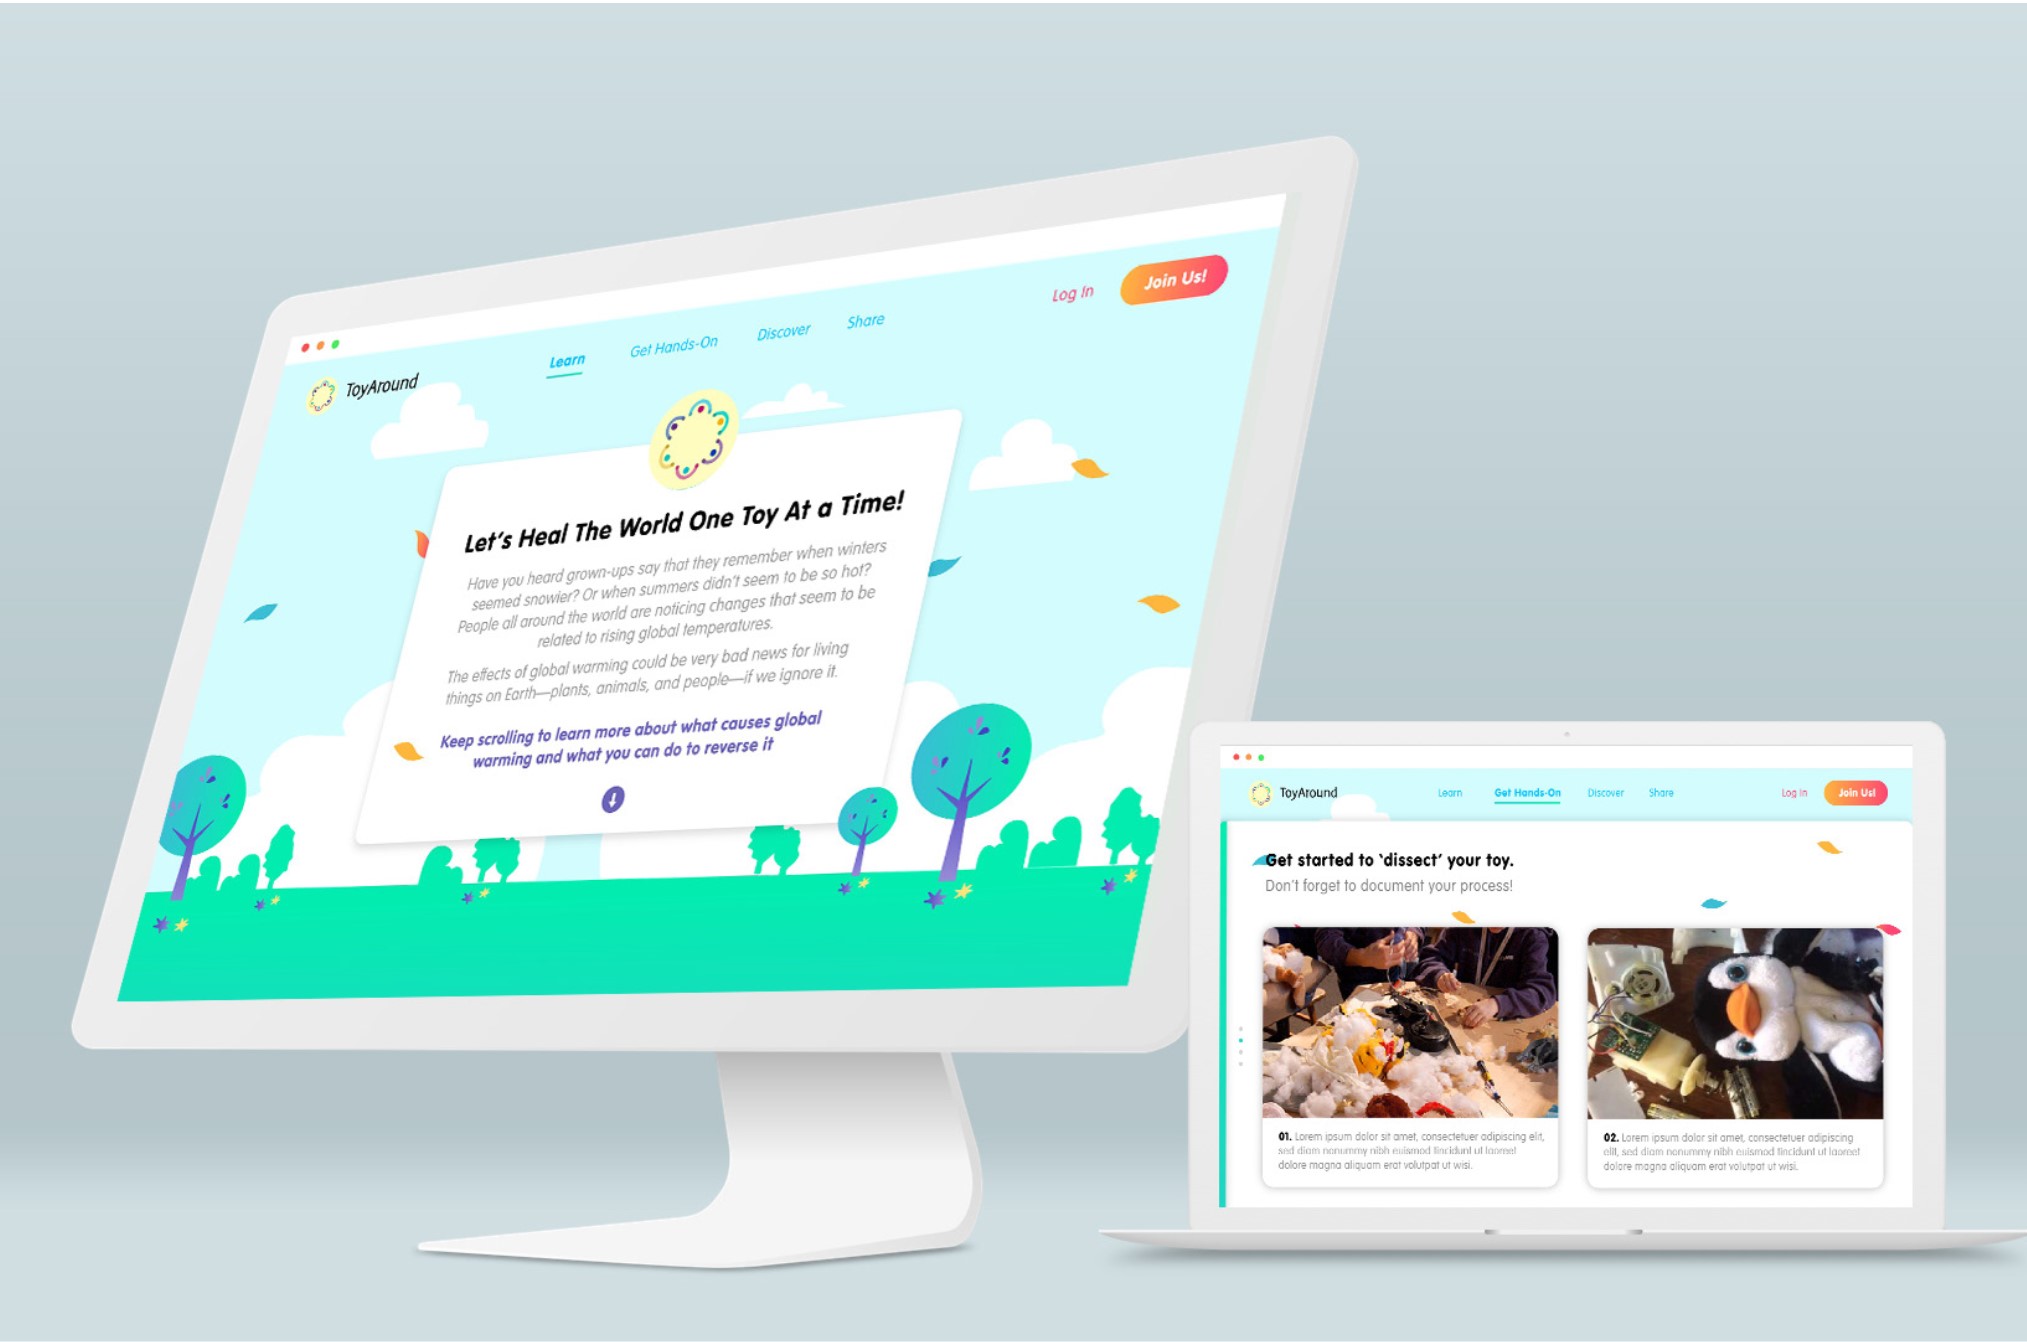 ToyAround
Learn
Get Hands-On
Discover
Share
Log In
Join Us!
Let's Heal The World One Toy At a Time!
Have you heard grown-ups say that they remember when winters
seemed snowier? Or when summers didn't seem to be so hot?
People all around the world are noticing changes that seem to be
related to rising global temperatures.
The effects of global warming could be very bad news for living
things on Earth—plants, animals, and people—if we ignore it.
Keep scrolling to learn more about what causes global
warming and what you can do to reverse it
ToyAround
Learn
Get Hands-On
Discover
Share
Log In
Join Us!
Get started to ‘dissect’ your toy.
Don't forget to document your process!
01. Lorem ipsum dolor sit amet, consectetuer adipiscing elit,
sed diam nonummy nibh euismod tincidunt ut laoreet
dolore magna aliquam erat volutpat ut wisi.
02. Lorem ipsum dolor sit amet, consectetuer adipiscing
elit, sed diam nonummy nibh euismod tincidunt ut laoreet
dolore magna aliquam erat volutpat ut wisi.